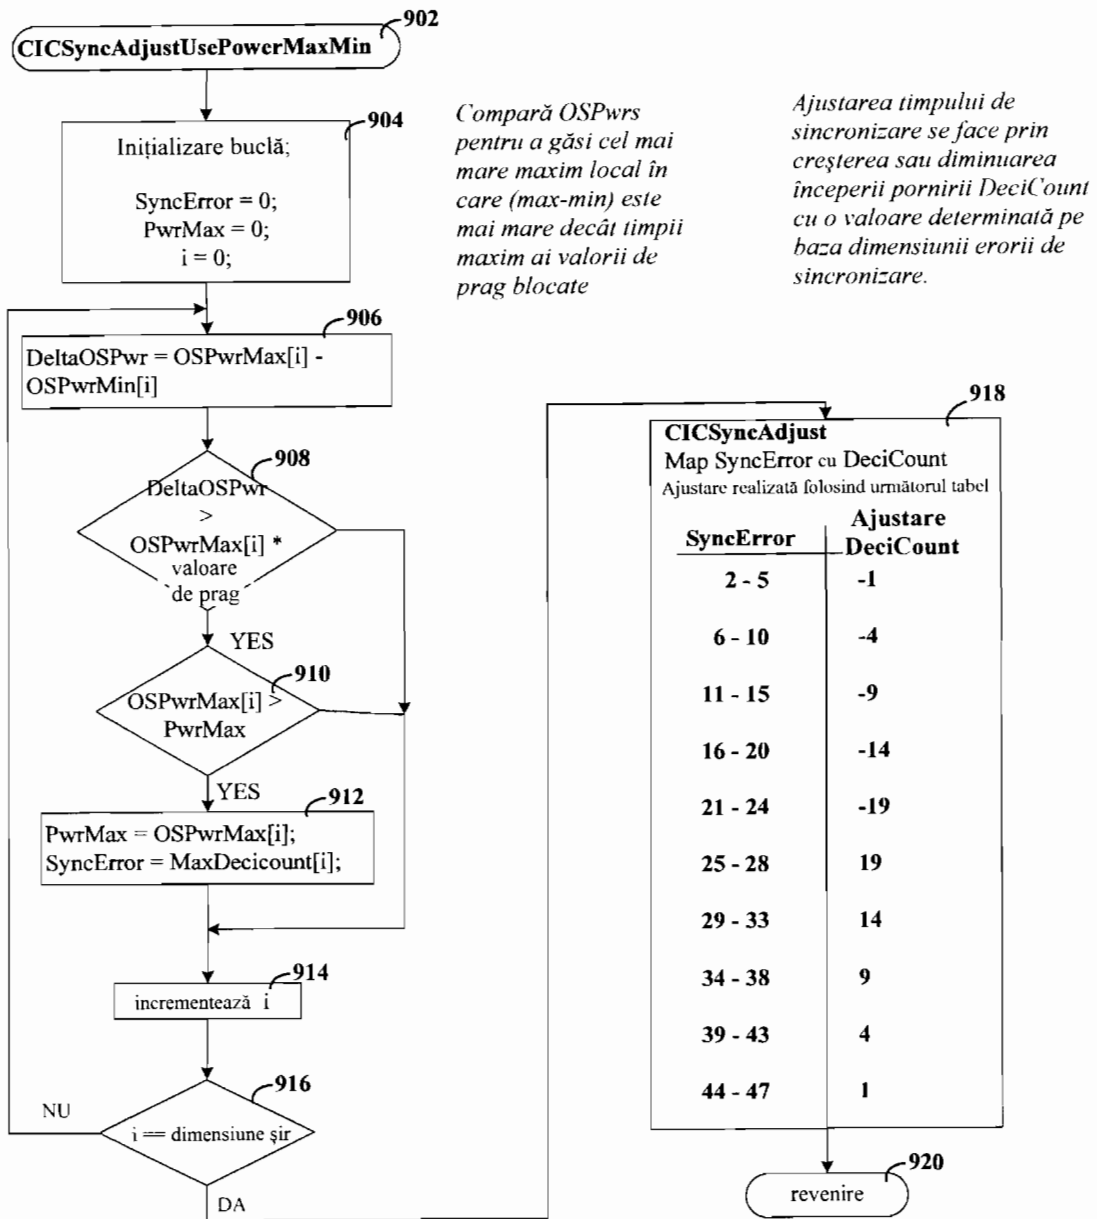 902
CICSyncAdjustUsePowerMaxMin
904
Inițializare buclă;
SyncError = 0;
PwrMax = 0;
i = 0;
Compară OSPwrs
pentru a găsi cel mai
mare maxim local în
care (max-min) este
mai mare decât timpii
maxim ai valorii de
prag blocate
Ajustarea timpului de
sincronizare se face prin
creşterea sau diminuarea
începerii pornirii DeciCount
cu o valoare determinată pe
baza dimensiunii erorii de
sincronizare.
906
DeltaOSPwr = OSPwrMax[i] -
OSPwrMin[i]
908
DeltaOSPwr
>
OSPwrMax[i] *
valoare
de prag
YES
910
OSPwrMax[i] >
PwrMax
YES
912
PwrMax = OSPwrMax[i];
SyncError = MaxDecicount[i];
914
incrementează i
916
i == dimensiune şir
NU
DA
918
CICSyncAdjust
Map SyncError cu DeciCount
Ajustare realizată folosind următorul tabel
SyncError Ajustare
DeciCount
2 - 5 -1
6 - 10 -4
11 - 15 -9
16 - 20 -14
21 - 24 -19
25 - 28 19
29 - 33 14
34 - 38 9
39 - 43 4
44 - 47 1
920
revenire